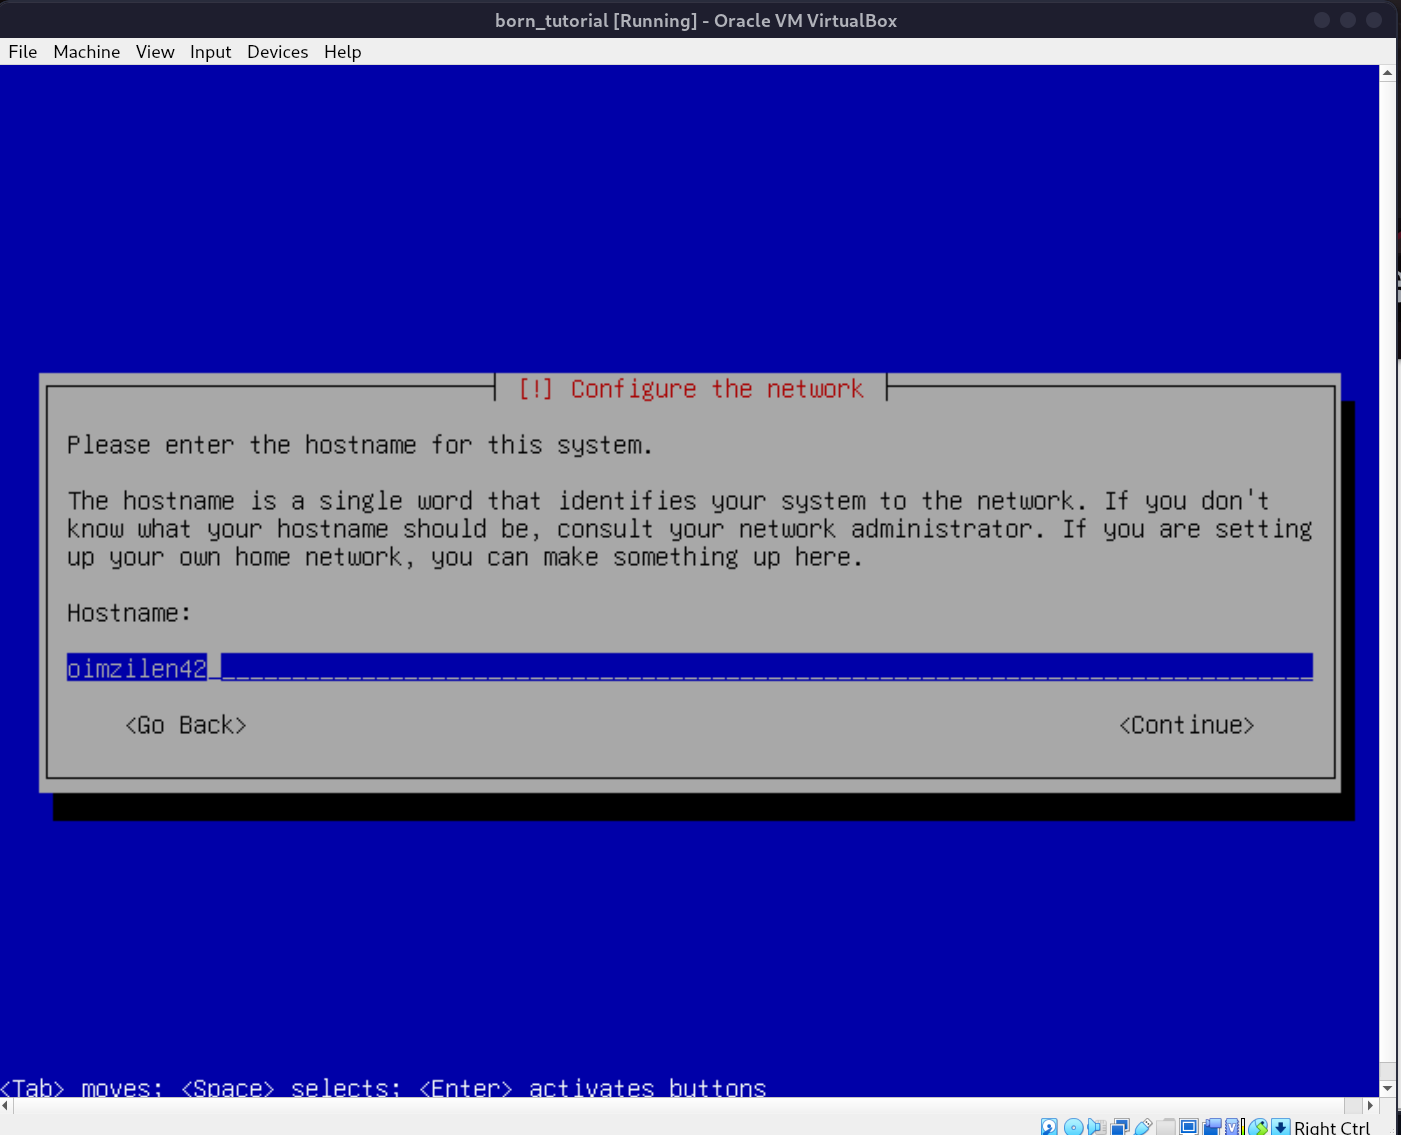 born_tutorial [Running] - Oracle VM VirtualBox
File Machine View Input Devices Help
[!] Configure the network
Please enter the hostname for this system.
The hostname is a single word that identifies your system to the network. If you don't
know what your hostname should be, consult your network administrator. If you are setting
up your own home network, you can make something up here.
Hostname:
oimzilen42
<Go Back> <Continue>
<Tab> moves; <Space> selects; <Enter> activates buttons
Right Ctrl